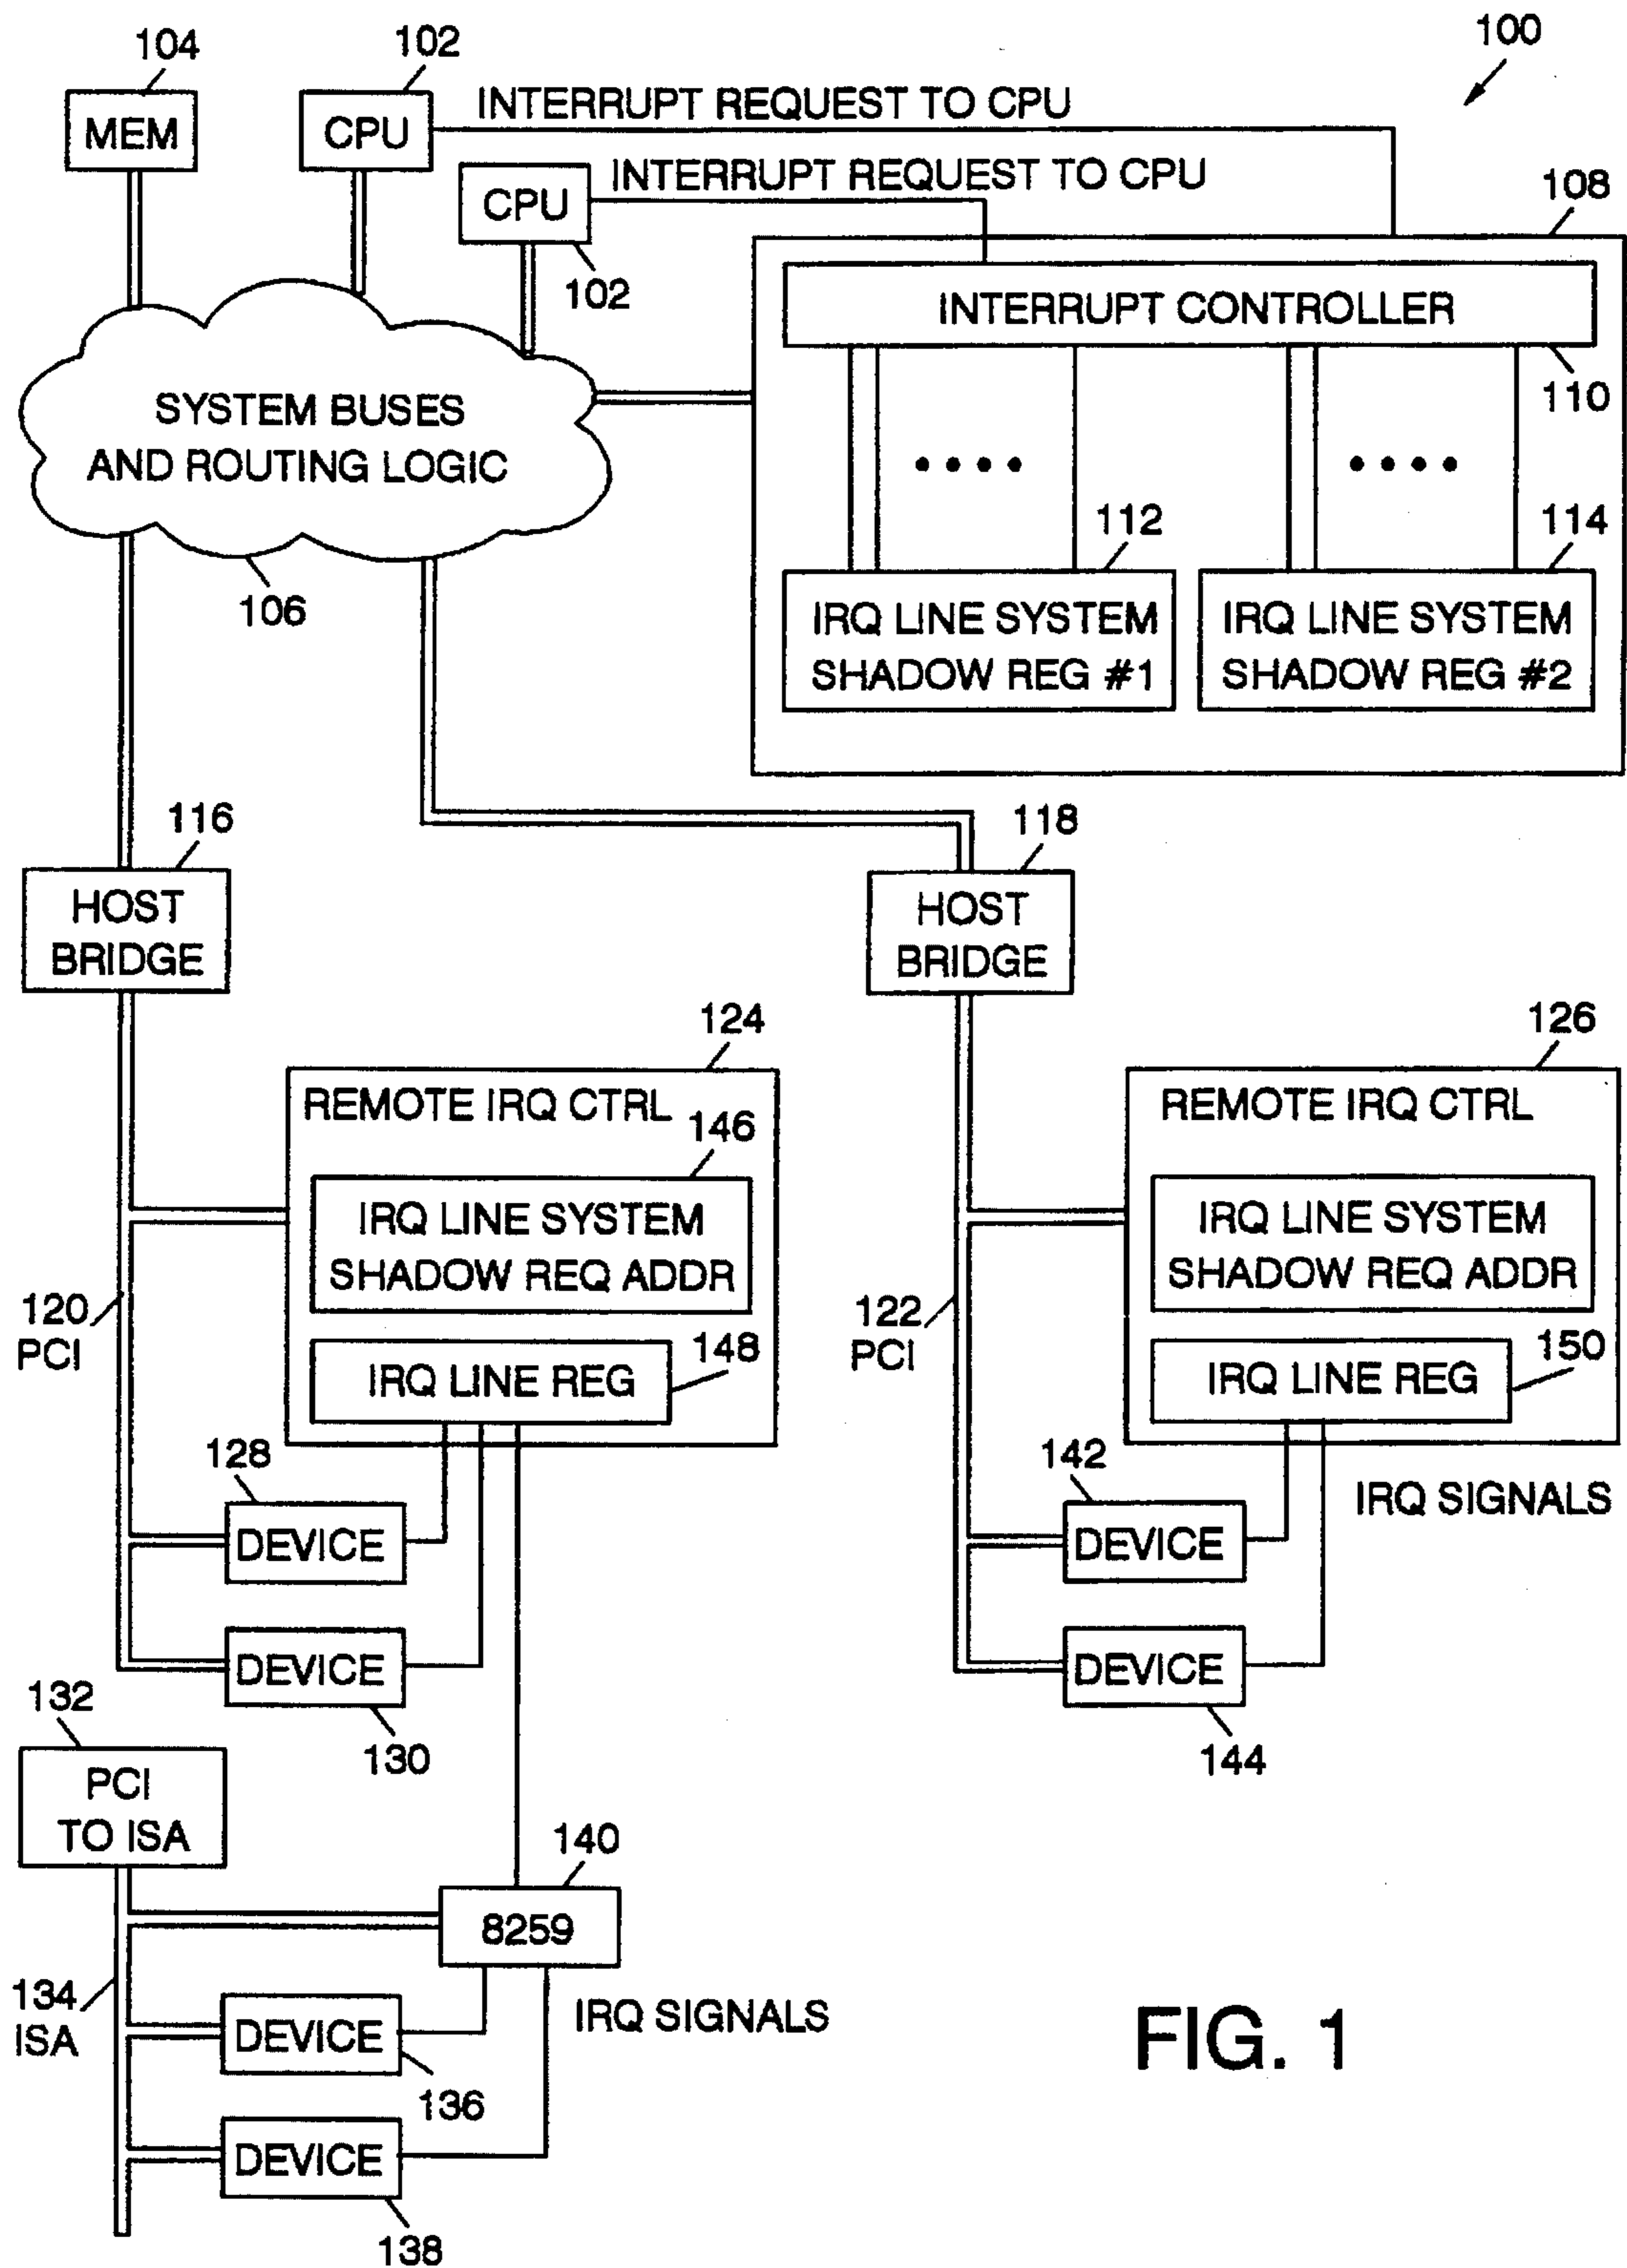 100
104
102
MEM
CPU
INTERRUPT REQUEST TO CPU
CPU
INTERRUPT REQUEST TO CPU
102
108
INTERRUPT CONTROLLER
110
SYSTEM BUSES
AND ROUTING LOGIC
106
112
114
IRQ LINE SYSTEM
SHADOW REG #1
IRQ LINE SYSTEM
SHADOW REG #2
116
HOST
BRIDGE
118
HOST
BRIDGE
124
REMOTE IRQ CTRL
146
IRQ LINE SYSTEM
SHADOW REQ ADDR
120
PCI
IRQ LINE REG
148
126
REMOTE IRQ CTRL
IRQ LINE SYSTEM
SHADOW REQ ADDR
122
PCI
IRQ LINE REG
150
128
DEVICE
DEVICE
130
142
DEVICE
IRQ SIGNALS
DEVICE
144
132
PCI
TO ISA
140
8259
134
ISA
DEVICE
136
IRQ SIGNALS
DEVICE
138
FIG. 1